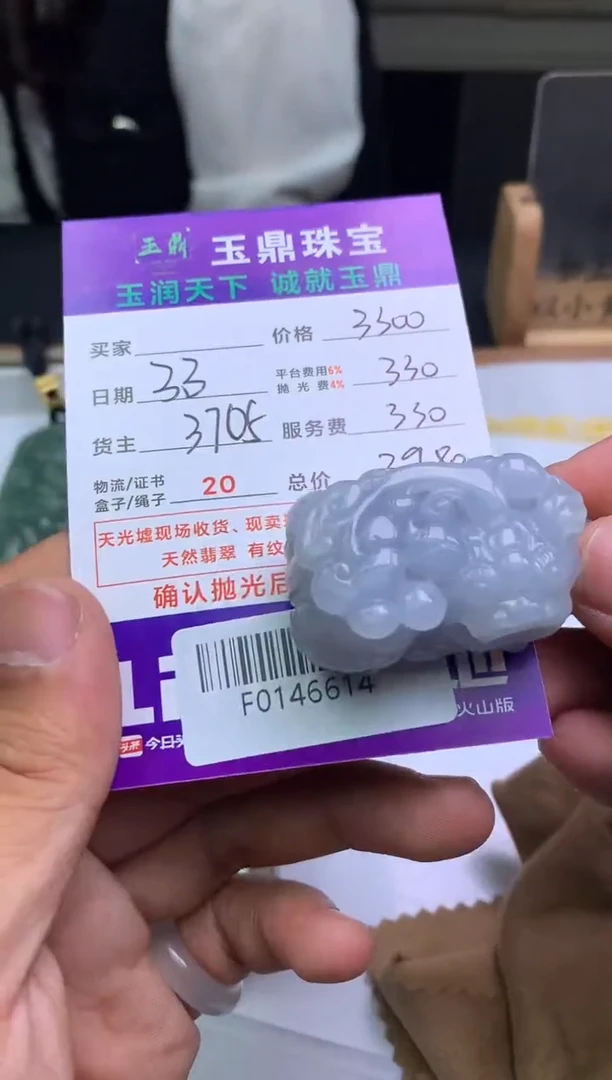 玉鼎 玉鼎珠宝
玉润天下 诚就玉鼎
买家 价格 3300
日期 33 平台费用6% 抛光费4% 330
货主 3705 服务费 330
物流/证书 盒子/绳子 20 总价
天光墟现场收货、现卖
天然翡翠 有纹
确认抛光后
F0146614
今日头
火山版